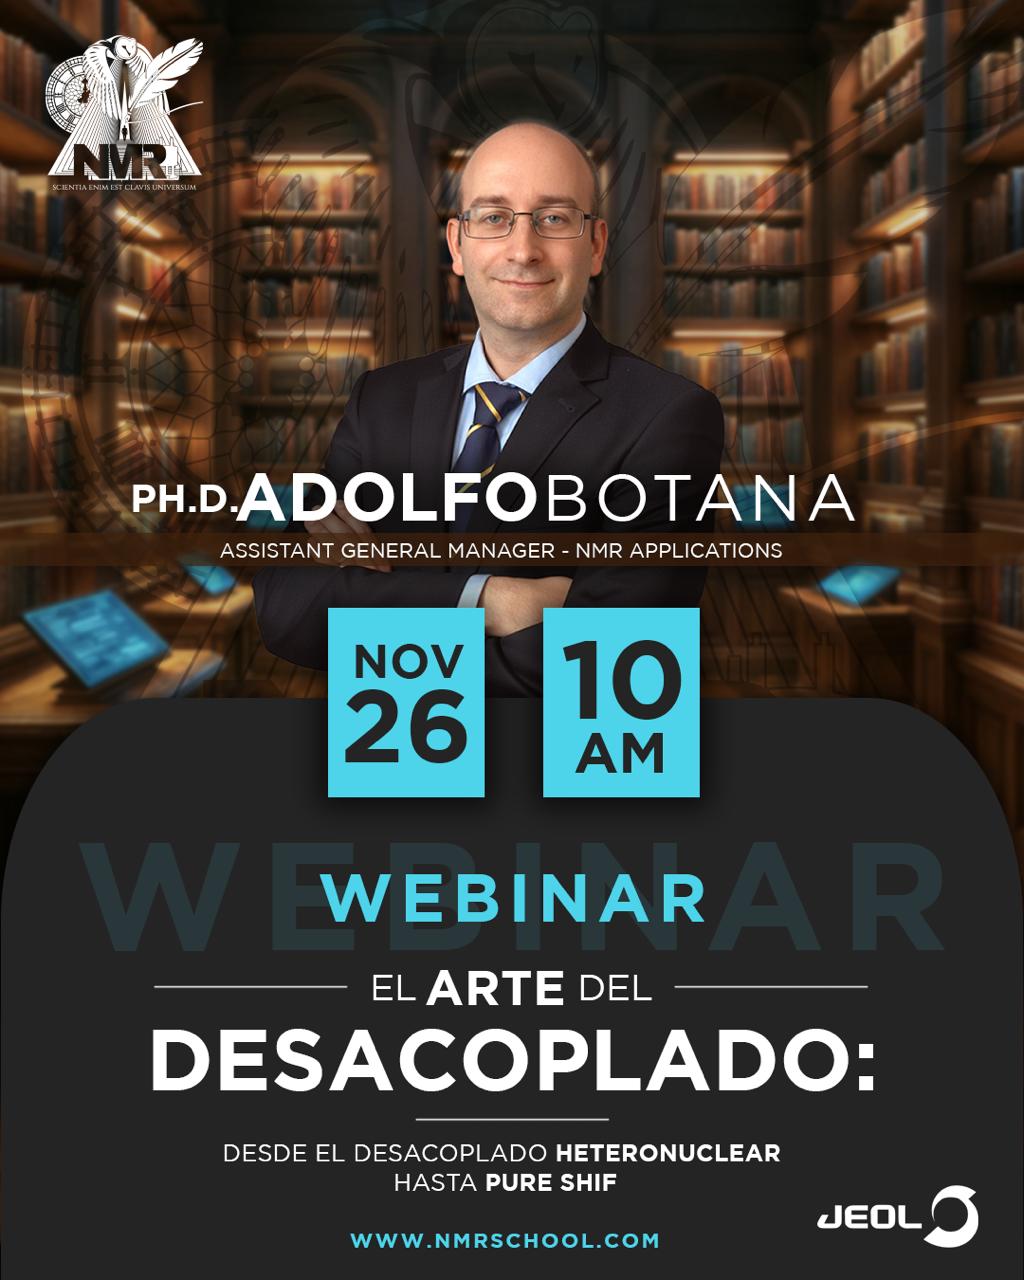 NMR
SCIENTIA ENIM EST CLAVIS UNIVERSUM
PH.D. ADOLFO BOTANA
ASSISTANT GENERAL MANAGER - NMR APPLICATIONS
NOV
26
10
AM
WEBINAR
WEBINAR
EL ARTE DEL
DESACOPLADO:
DESDE EL DESACOPLADO HETERONUCLEAR
HASTA PURE SHIF
JEOL
WWW.NMRSCHOOL.COM